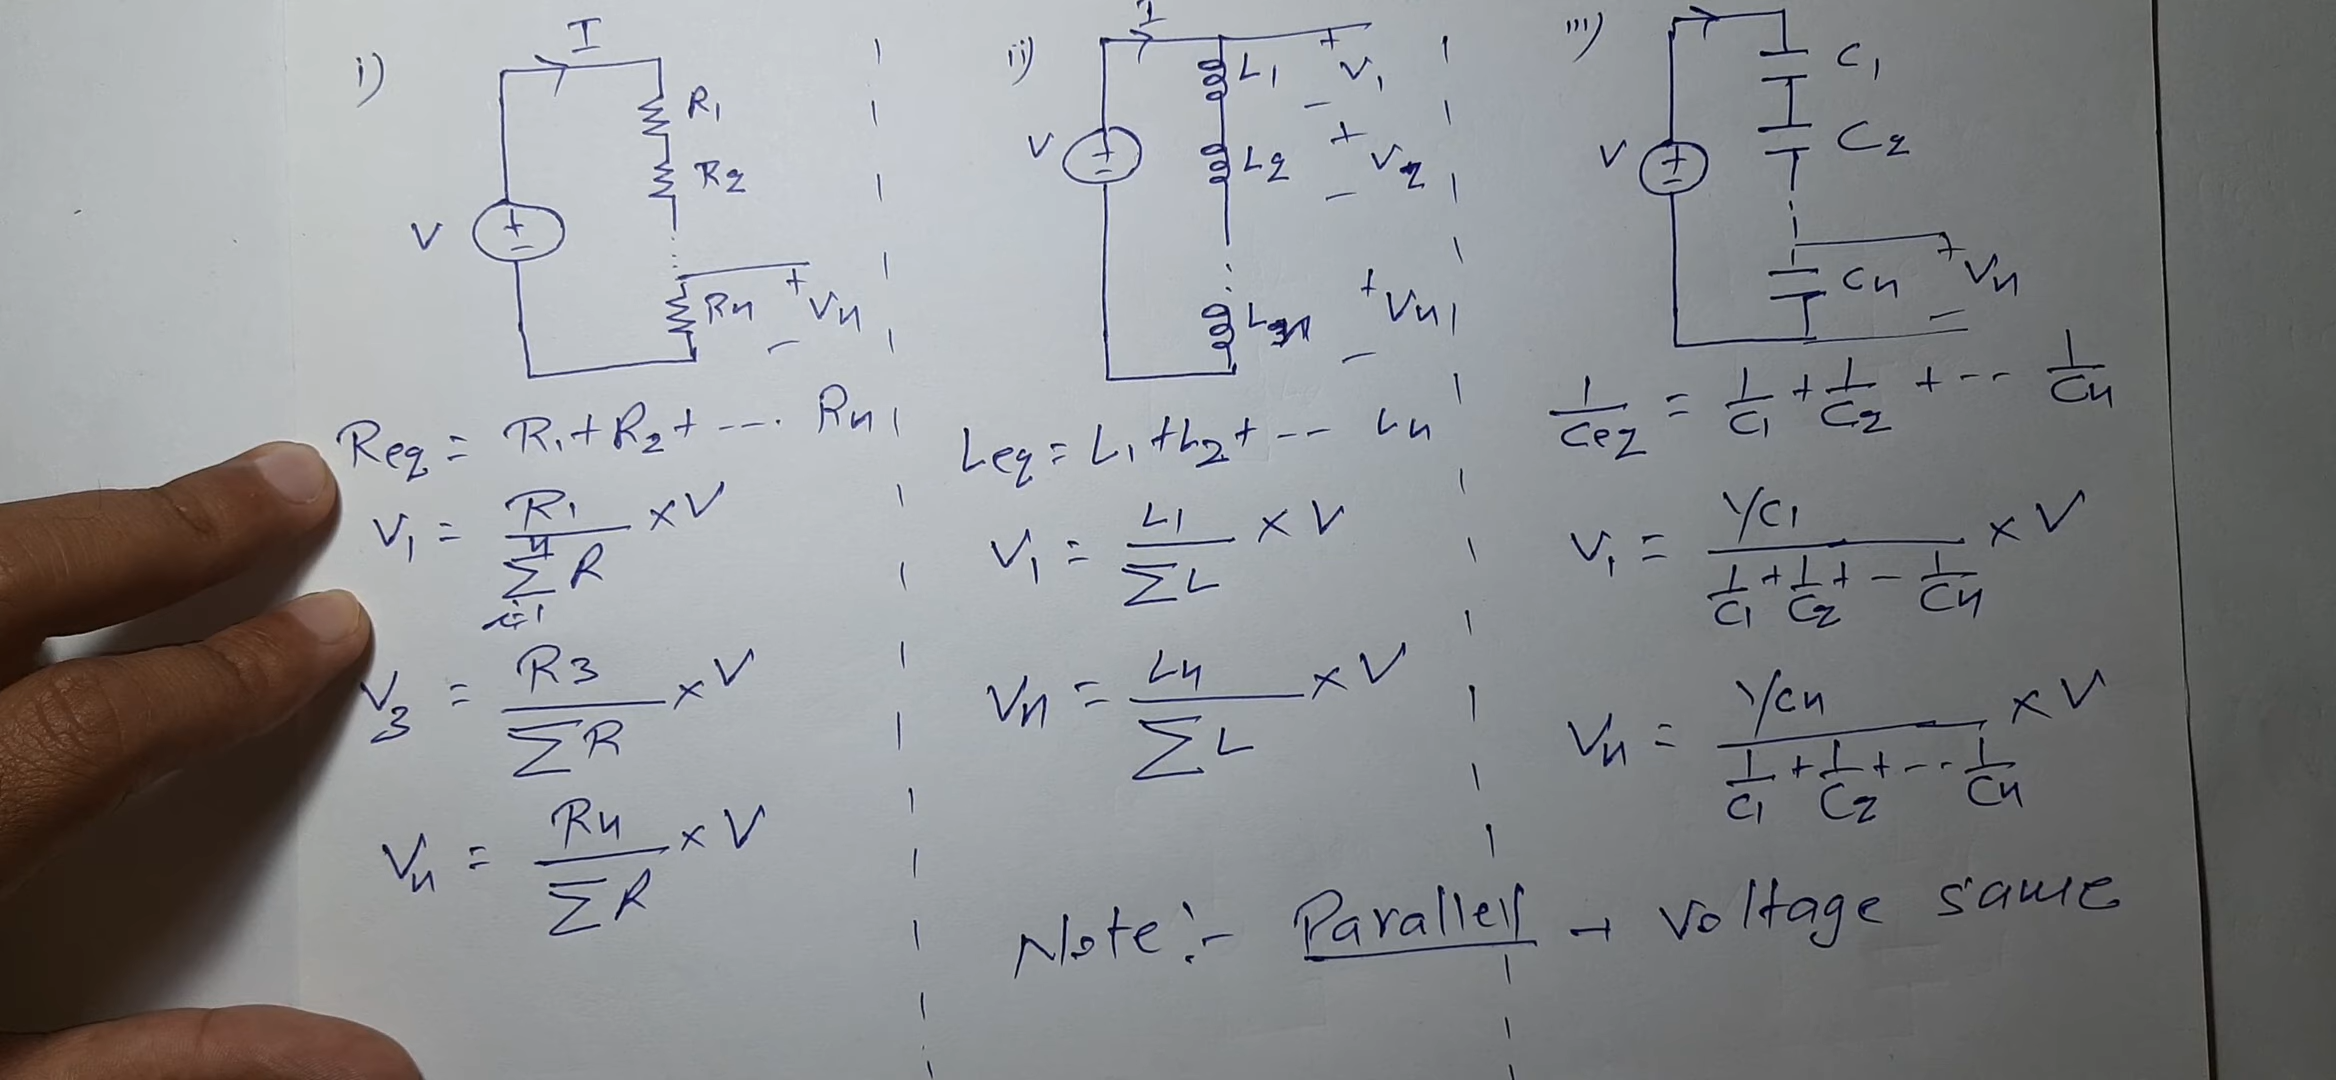 i)
I
R1
R2
V
+
-
Rn
+
Vn
-
Req = R1 + R2 + --- . Rn
V1 = R1 / n Σ i=1 R × V
V3 = R3 / ΣR × V
Vn = Rn / ΣR × V
ii)
I
+
L1 V1
-
V
+
-
+
L2 V2
-
+
Ln Vn
-
Leq = L1 + L2 + -- Ln
V1 = L1 / ΣL × V
Vn = Ln / ΣL × V
iii)
C1
C2
V
+
-
+
Cn Vn
-
1/Ceq = 1/C1 + 1/C2 + -- 1/Cn
V1 = 1/C1 / 1/C1 + 1/C2 + - 1/Cn × V
Vn = 1/Cn / 1/C1 + 1/C2 + -- 1/Cn × V
Note:- Parallel → Voltage same